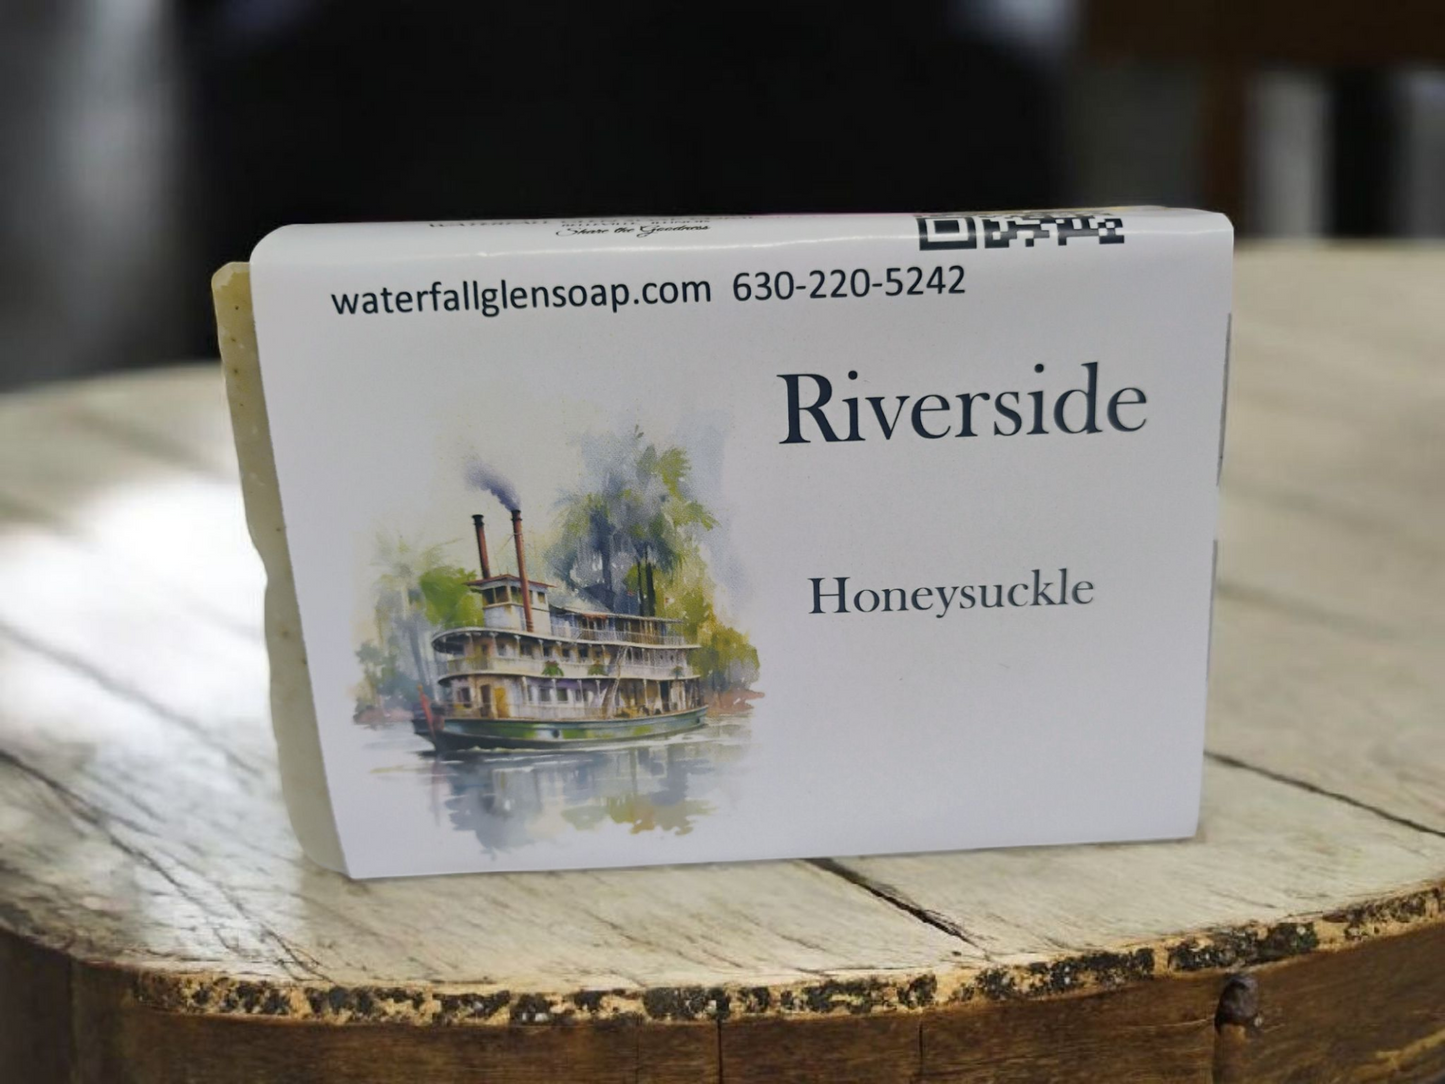 Share the Goodness
waterfallglensoap.com 630-220-5242
Riverside
Honeysuckle